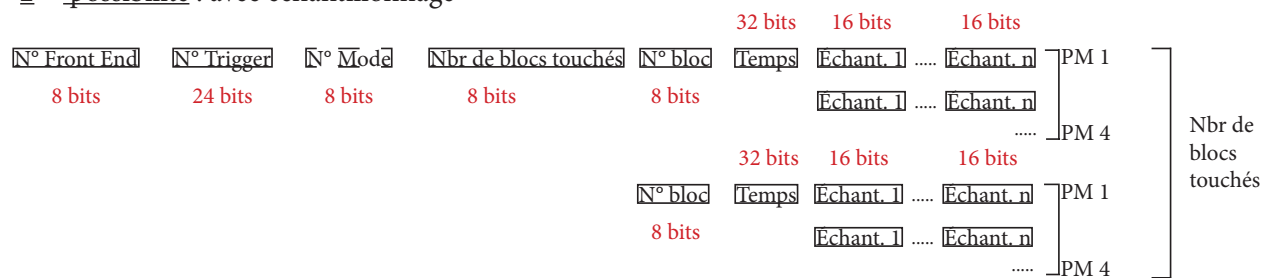 possibilité : avec échantillonnage
32 bits 16 bits 16 bits
N° Front End N° Trigger N° Mode Nbr de blocs touchés N° bloc Temps Échant. 1 ..... Échant. n PM 1
8 bits 24 bits 8 bits 8 bits 8 bits
Échant. 1 ..... Échant. n
..... PM 4
Nbr de
blocs
touchés
32 bits 16 bits 16 bits
N° bloc Temps Échant. 1 ..... Échant. n PM 1
8 bits
Échant. 1 ..... Échant. n
..... PM 4